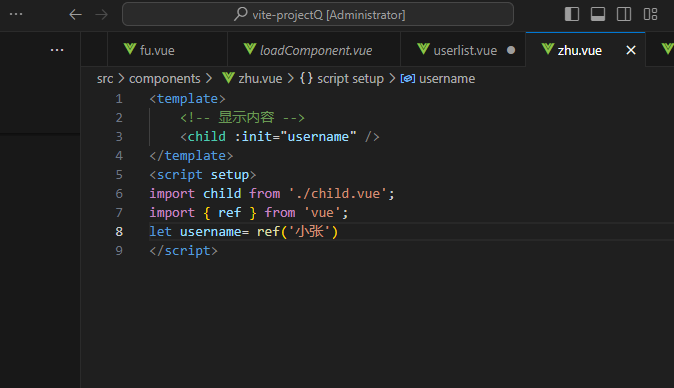 vite-projectQ [Administrator]
fu.vue loadComponent.vue userlist.vue zhu.vue
src > components > zhu.vue > {} script setup > username
1 <template>
2 <!-- 显示内容 -->
3 <child :init="username" />
4 </template>
5 <script setup>
6 import child from './child.vue';
7 import { ref } from 'vue';
8 let username= ref('小张')
9 </script>